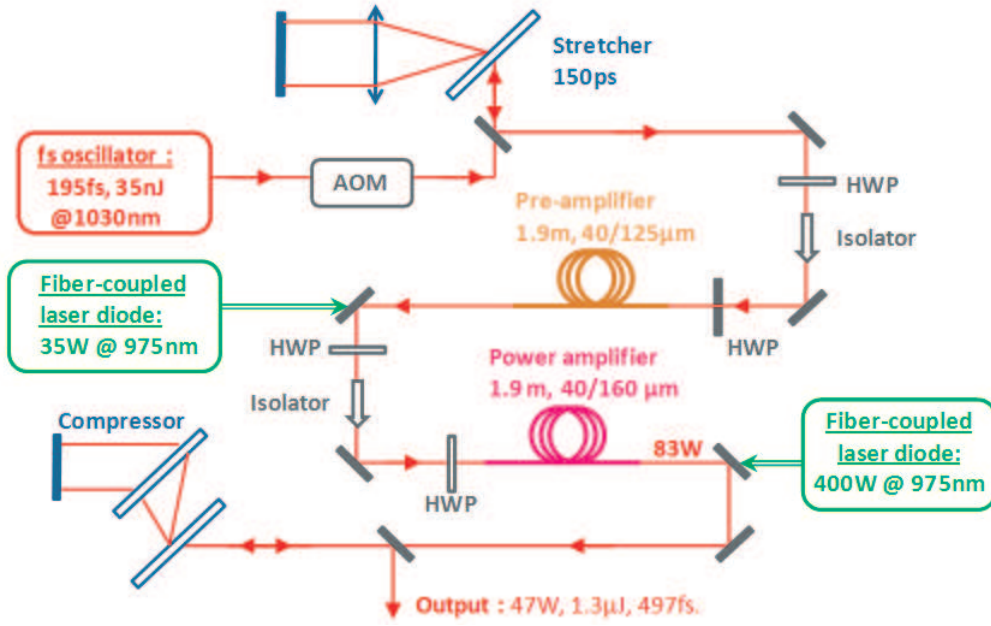 Stretcher
150ps
fs oscillator :
195fs, 35nJ
@1030nm
AOM
HWP
Pre-amplifier
1.9m, 40/125µm
Isolator
Fiber-coupled
laser diode:
35W @ 975nm
HWP
HWP
Power amplifier
1.9 m, 40/160 µm
Isolator
Compressor
83W
Fiber-coupled
laser diode:
400W @ 975nm
HWP
Output : 47W, 1.3µJ, 497fs.